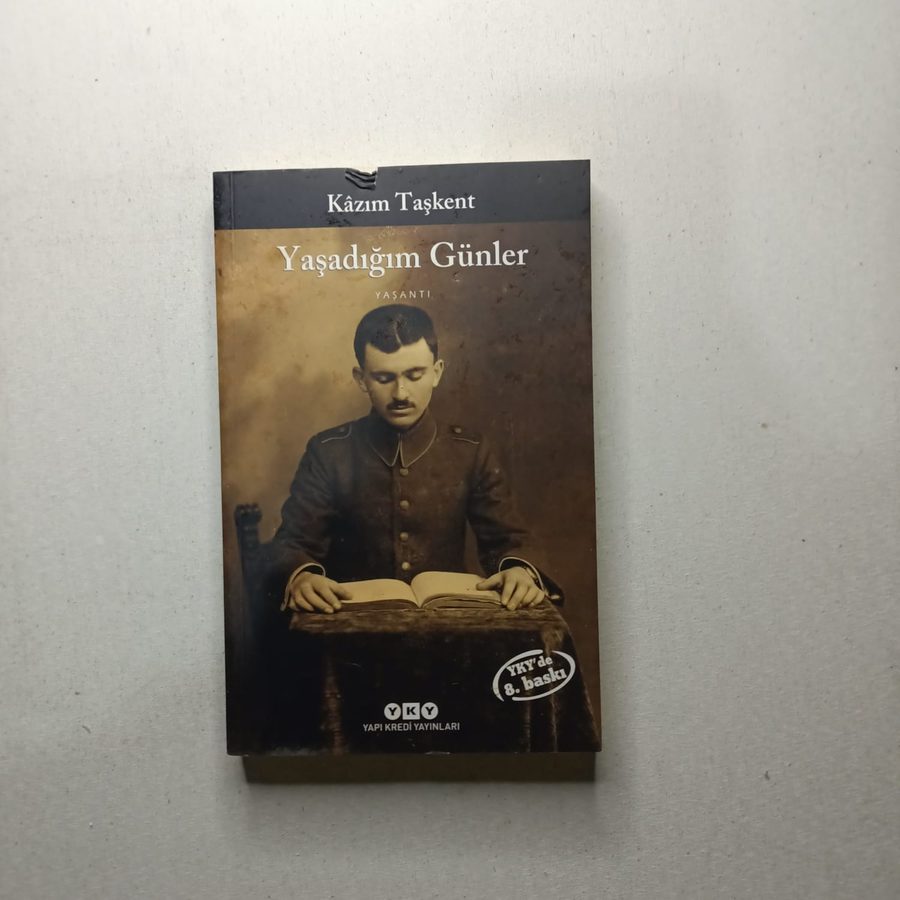 Kâzım Taşkent
Yaşadığım Günler
YAŞANTI
YKY'de
8. baskı
YKY
YAPI KREDİ YAYINLARI